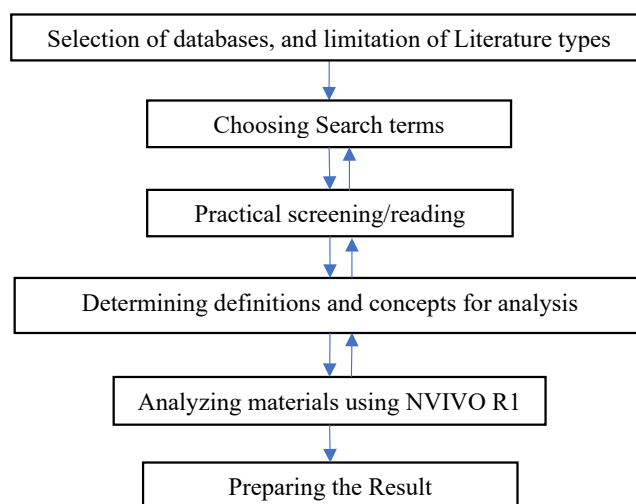 Selection of databases, and limitation of Literature types
Choosing Search terms
Practical screening/reading
Determining definitions and concepts for analysis
Analyzing materials using NVIVO R1
Preparing the Result